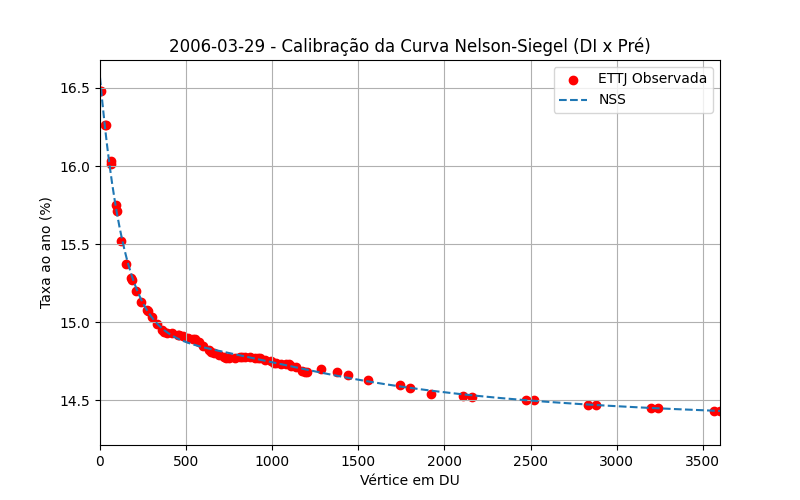 2006-03-29 - Calibração da Curva Nelson-Siegel (DI x Pré)
ETTJ Observada
NSS
Taxa ao ano (%)
16.5
16.0
15.5
15.0
14.5
0 500 1000 1500 2000 2500 3000 3500
Vértice em DU